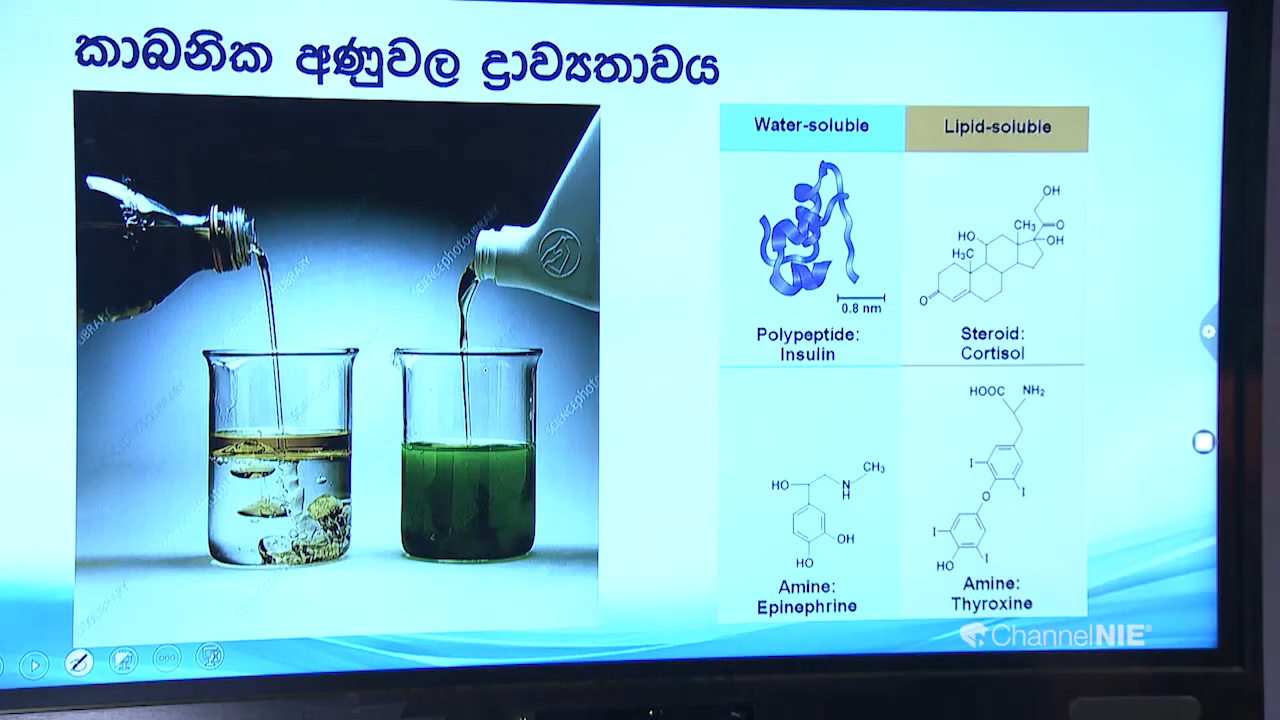 කාබනික අණුවල ද්‍රාව්‍යතාවය
Water-soluble
Lipid-soluble
0.8 nm
Polypeptide:
Insulin
OH
CH₃
O
HO
OH
H₃C
O
Steroid:
Cortisol
CH₃
HO
N
H
OH
HO
Amine:
Epinephrine
HOOC
NH₂
I
I
O
I
I
HO
Amine:
Thyroxine
SCIENCEphotoLIBRARY
ChannelNIE